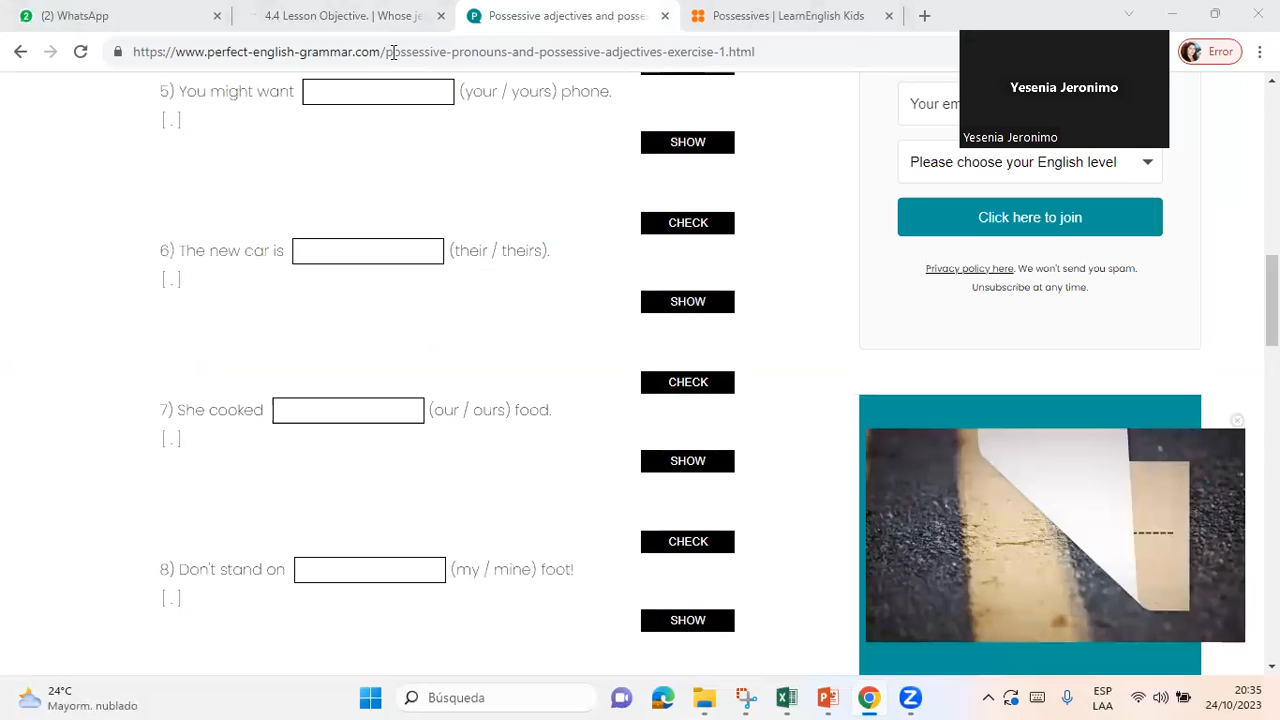 (2) WhatsApp
4.4 Lesson Objective. | Whose je
Possessive adjectives and posse
Possessives | LearnEnglish Kids
https://www.perfect-english-grammar.com/possessive-pronouns-and-possessive-adjectives-exercise-1.html
Error
Yesenia Jeronimo
Yesenia Jeronimo
5) You might want (your / yours) phone.
[ . ]
SHOW
Your em
Please choose your English level
Click here to join
Privacy policy here. We won't send you spam.
Unsubscribe at any time.
CHECK
6) The new car is (their / theirs).
[ . ]
SHOW
CHECK
7) She cooked (our / ours) food.
[ . ]
SHOW
CHECK
8) Don't stand on (my / mine) foot!
[ . ]
SHOW
24°C
Mayorm. nublado
Búsqueda
ESP
LAA
20:35
24/10/2023